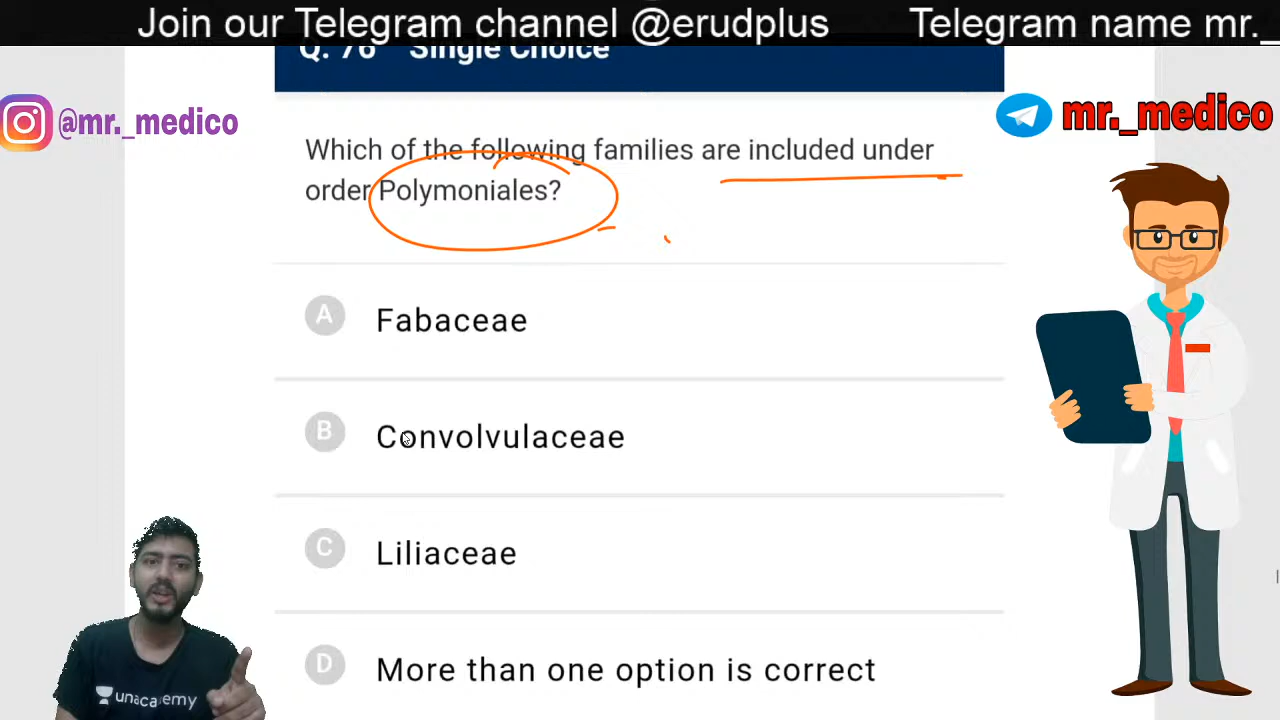 Join our Telegram channel @erudplus Telegram name mr._
Q. 76 Single Choice
@mr._medico
mr._medico
Which of the following families are included under
order Polymoniales?
A Fabaceae
B Convolvulaceae
C Liliaceae
D More than one option is correct
unacademy